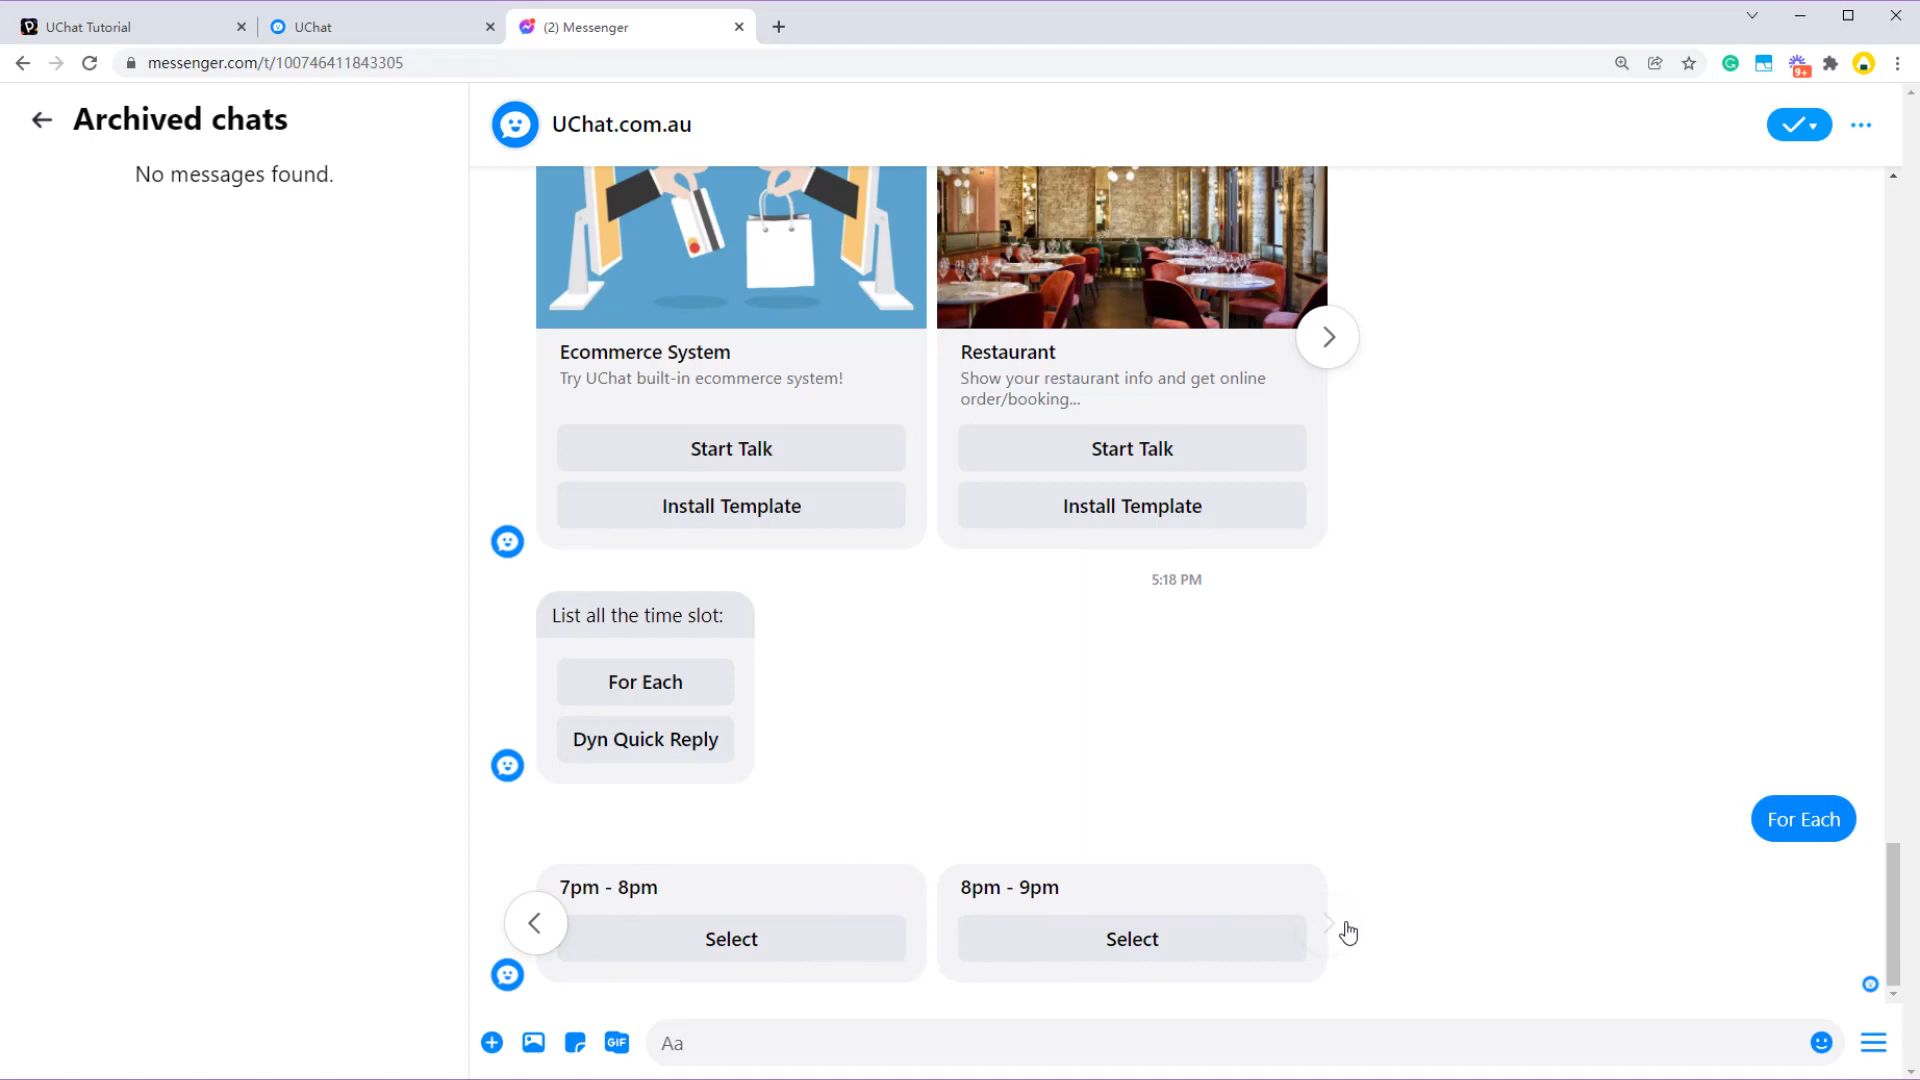 UChat Tutorial
UChat
(2) Messenger
messenger.com/t/100746411843305
9+
Archived chats
No messages found.
UChat.com.au
Ecommerce System
Try UChat built-in ecommerce system!
Start Talk
Install Template
Restaurant
Show your restaurant info and get online
order/booking...
Start Talk
Install Template
5:18 PM
List all the time slot:
For Each
Dyn Quick Reply
For Each
7pm - 8pm
Select
8pm - 9pm
Select
GIF
Aa